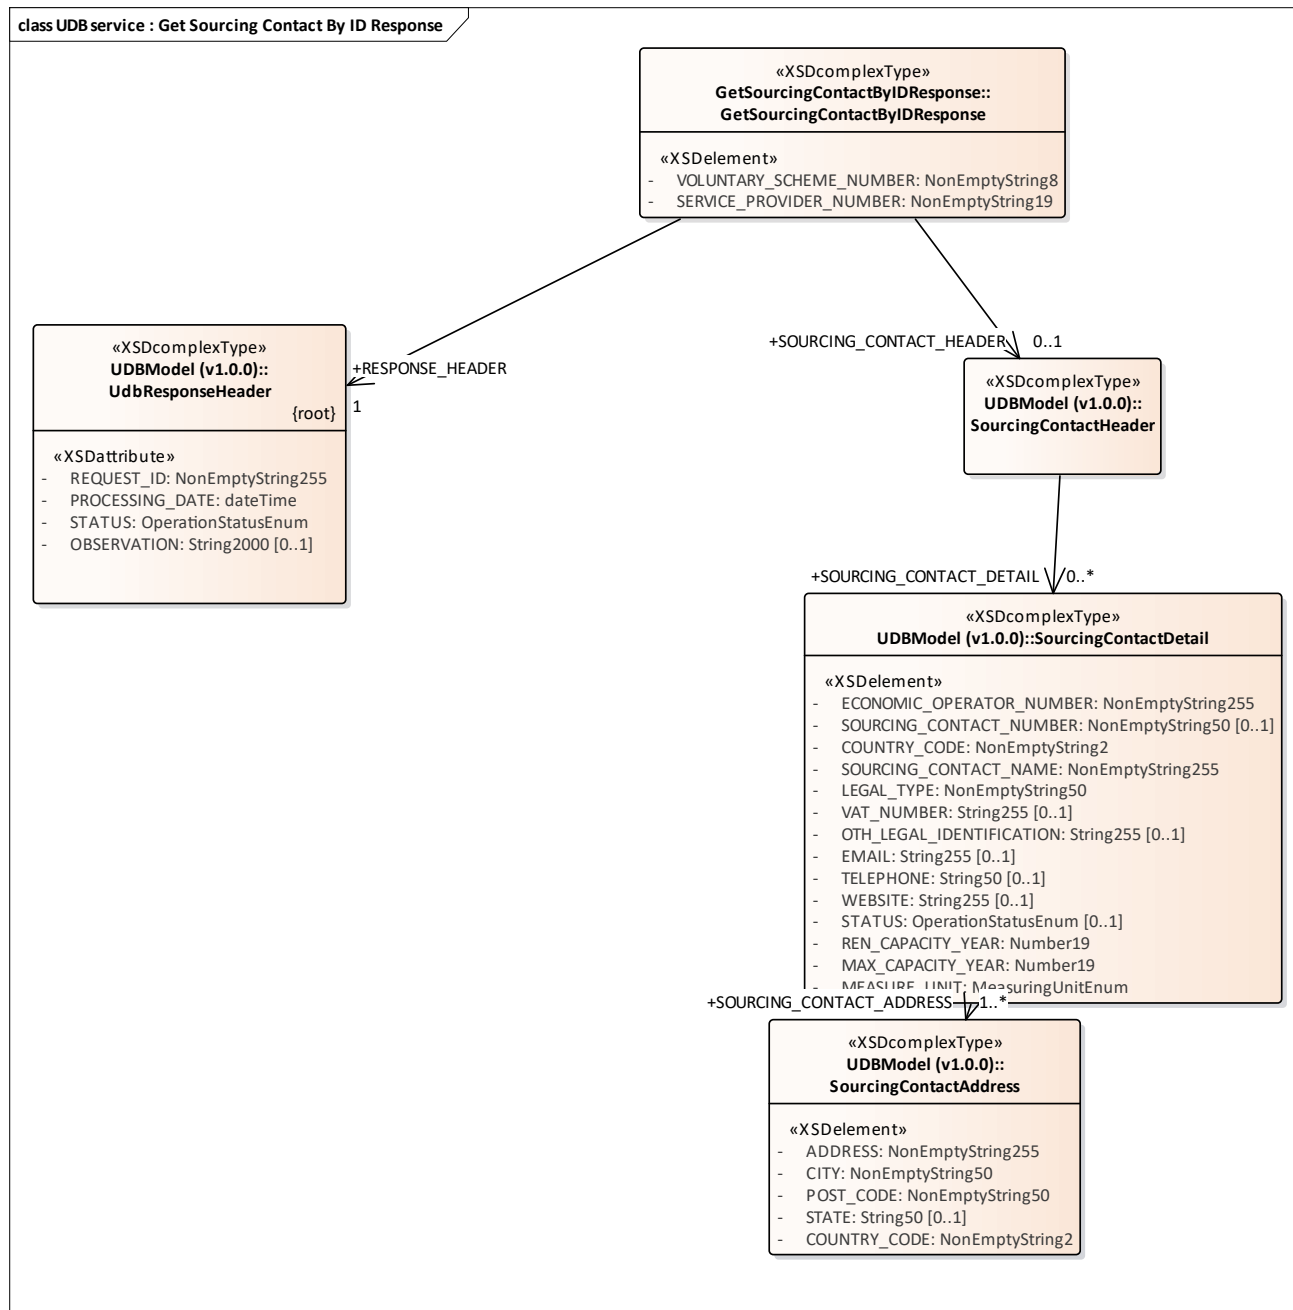 class UDB service : Get Sourcing Contact By ID Response
«XSDcomplexType»
GetSourcingContactByIDResponse::
GetSourcingContactByIDResponse
«XSDelement»
- VOLUNTARY_SCHEME_NUMBER: NonEmptyString8
- SERVICE_PROVIDER_NUMBER: NonEmptyString19
+SOURCING_CONTACT_HEADER 0..1
+RESPONSE_HEADER
1
«XSDcomplexType»
UDBModel (v1.0.0)::
UdbResponseHeader
{root}
«XSDattribute»
- REQUEST_ID: NonEmptyString255
- PROCESSING_DATE: dateTime
- STATUS: OperationStatusEnum
- OBSERVATION: String2000 [0..1]
«XSDcomplexType»
UDBModel (v1.0.0)::
SourcingContactHeader
+SOURCING_CONTACT_DETAIL 0..*
«XSDcomplexType»
UDBModel (v1.0.0)::SourcingContactDetail
«XSDelement»
- ECONOMIC_OPERATOR_NUMBER: NonEmptyString255
- SOURCING_CONTACT_NUMBER: NonEmptyString50 [0..1]
- COUNTRY_CODE: NonEmptyString2
- SOURCING_CONTACT_NAME: NonEmptyString255
- LEGAL_TYPE: NonEmptyString50
- VAT_NUMBER: String255 [0..1]
- OTH_LEGAL_IDENTIFICATION: String255 [0..1]
- EMAIL: String255 [0..1]
- TELEPHONE: String50 [0..1]
- WEBSITE: String255 [0..1]
- STATUS: OperationStatusEnum [0..1]
- REN_CAPACITY_YEAR: Number19
- MAX_CAPACITY_YEAR: Number19
- MEASURE_UNIT: MeasuringUnitEnum
+SOURCING_CONTACT_ADDRESS 1..*
«XSDcomplexType»
UDBModel (v1.0.0)::
SourcingContactAddress
«XSDelement»
- ADDRESS: NonEmptyString255
- CITY: NonEmptyString50
- POST_CODE: NonEmptyString50
- STATE: String50 [0..1]
- COUNTRY_CODE: NonEmptyString2